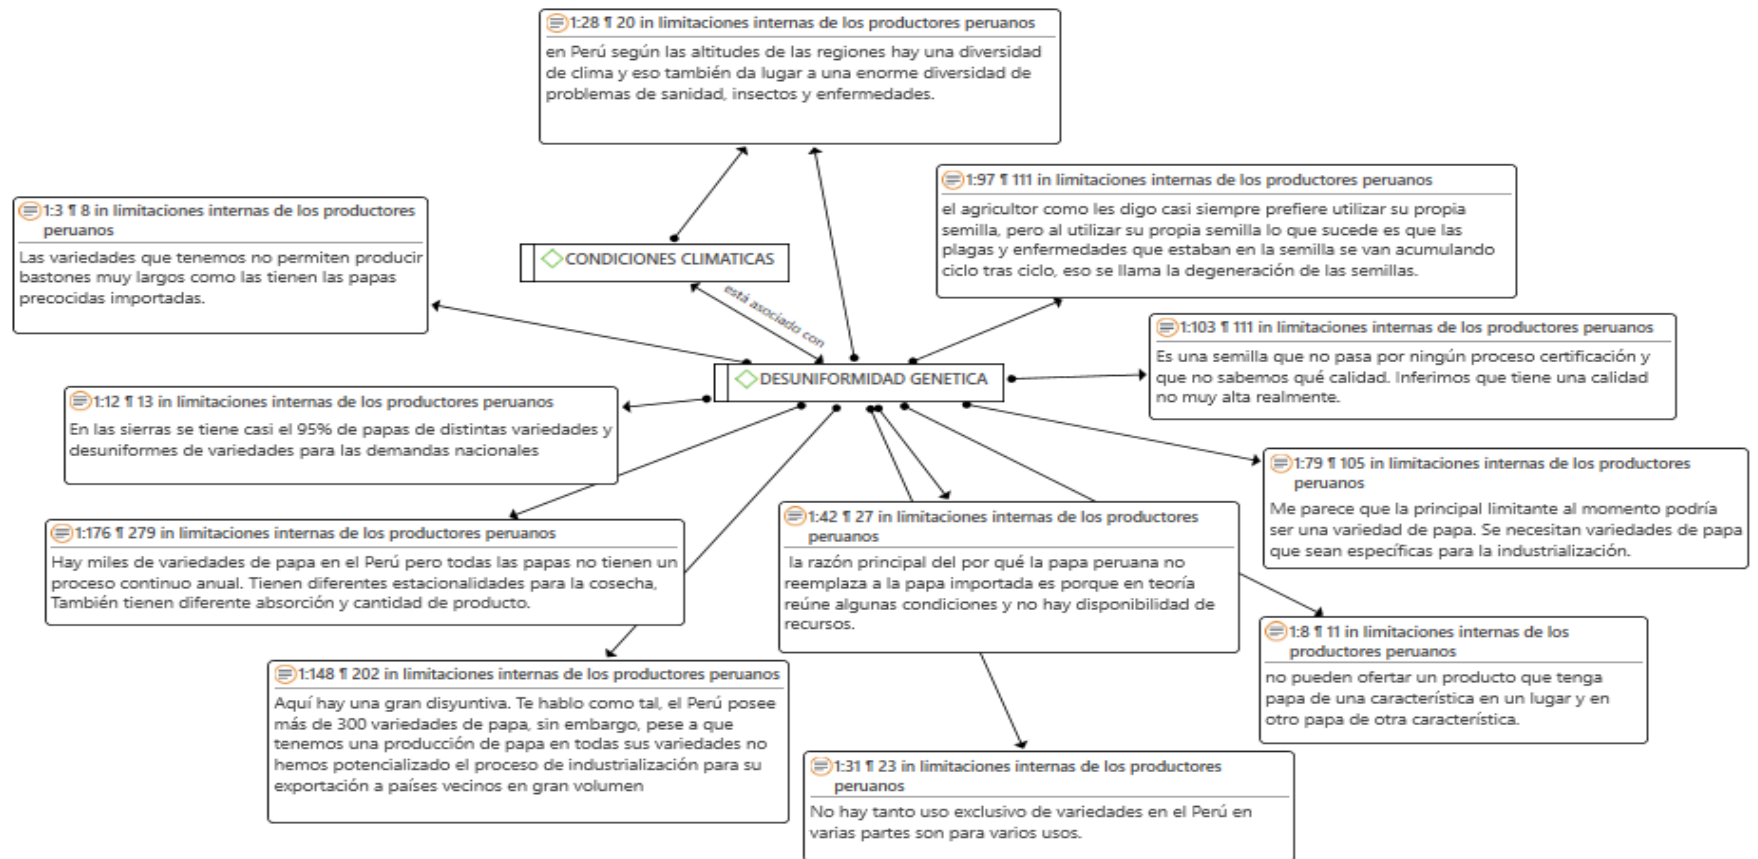 1:28 ¶ 20 in limitaciones internas de los productores peruanos
en Perú según las altitudes de las regiones hay una diversidad
de clima y eso también da lugar a una enorme diversidad de
problemas de sanidad, insectos y enfermedades.
1:97 ¶ 111 in limitaciones internas de los productores peruanos
el agricultor como les digo casi siempre prefiere utilizar su propia
semilla, pero al utilizar su propia semilla lo que sucede es que las
plagas y enfermedades que estaban en la semilla se van acumulando
ciclo tras ciclo, eso se llama la degeneración de las semillas.
1:3 ¶ 8 in limitaciones internas de los productores
peruanos
Las variedades que tenemos no permiten producir
bastones muy largos como las tienen las papas
precocidas importadas.
CONDICIONES CLIMATICAS
está asociado con
1:103 ¶ 111 in limitaciones internas de los productores peruanos
Es una semilla que no pasa por ningún proceso certificación y
que no sabemos qué calidad. Inferimos que tiene una calidad
no muy alta realmente.
DESUNIFORMIDAD GENETICA
1:12 ¶ 13 in limitaciones internas de los productores peruanos
En las sierras se tiene casi el 95% de papas de distintas variedades y
desuniformes de variedades para las demandas nacionales
1:79 ¶ 105 in limitaciones internas de los productores
peruanos
Me parece que la principal limitante al momento podría
ser una variedad de papa. Se necesitan variedades de papa
que sean específicas para la industrialización.
1:176 ¶ 279 in limitaciones internas de los productores peruanos
Hay miles de variedades de papa en el Perú pero todas las papas no tienen un
proceso continuo anual. Tienen diferentes estacionalidades para la cosecha,
También tienen diferente absorción y cantidad de producto.
1:42 ¶ 27 in limitaciones internas de los productores
peruanos
la razón principal del por qué la papa peruana no
reemplaza a la papa importada es porque en teoría
reúne algunas condiciones y no hay disponibilidad de
recursos.
1:8 ¶ 11 in limitaciones internas de los
productores peruanos
no pueden ofertar un producto que tenga
papa de una característica en un lugar y en
otro papa de otra característica.
1:148 ¶ 202 in limitaciones internas de los productores peruanos
Aquí hay una gran disyuntiva. Te hablo como tal, el Perú posee
más de 300 variedades de papa, sin embargo, pese a que
tenemos una producción de papa en todas sus variedades no
hemos potencializado el proceso de industrialización para su
exportación a países vecinos en gran volumen
1:31 ¶ 23 in limitaciones internas de los productores
peruanos
No hay tanto uso exclusivo de variedades en el Perú en
varias partes son para varios usos.